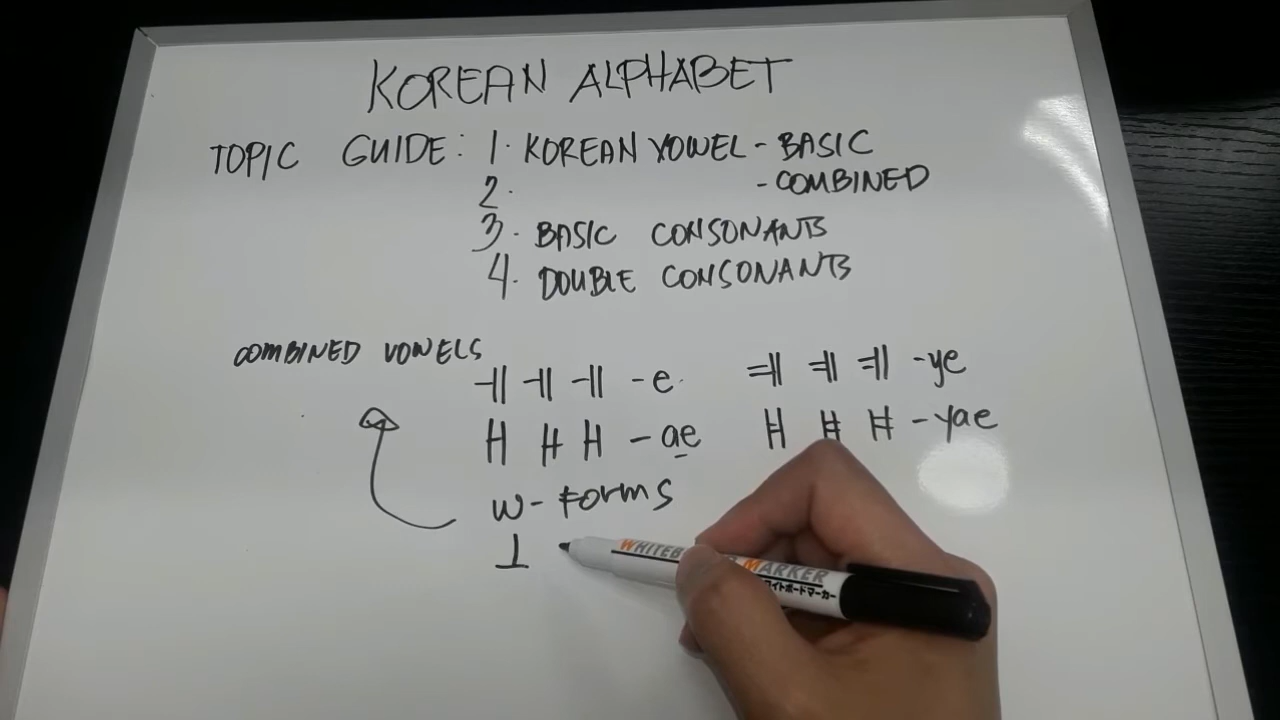 KOREAN ALPHABET
TOPIC GUIDE: 1. KOREAN VOWEL - BASIC
2. - COMBINED
3. BASIC CONSONANTS
4. DOUBLE CONSONANTS
COMBINED VOWELS
ㅔ ㅔ ㅔ - e. ㅖ ㅖ ㅖ - ye
ㅐ ㅐ ㅐ - ae ㅒ ㅒ ㅒ - yae
w - forms
ㅗ
MARKER